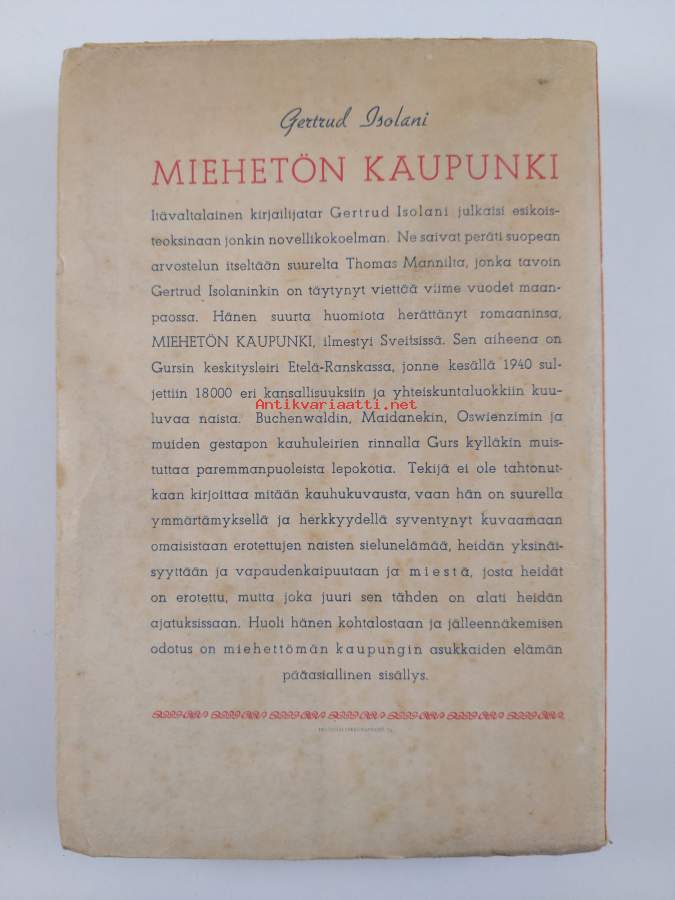 Gertrud Isolani
MIEHETÖN KAUPUNKI
Itävaltalainen kirjailijatar Gertrud Isolani julkaisi esikois-
teoksinaan jonkin novellikokoelman. Ne saivat peräti suopean
arvostelun itseltään suurelta Thomas Mannilta, jonka tavoin
Gertrud Isolaninkin on täytynyt viettää viime vuodet maan-
paossa. Hänen suurta huomiota herättänyt romaaninsa,
MIEHETÖN KAUPUNKI, ilmestyi Sveitsissä. Sen aiheena on
Gursin keskitysleiri Etelä-Ranskassa, jonne kesällä 1940 sul-
jettiin 18000 eri kansallisuuksiin ja yhteiskuntaluokkiin kuu-
Antikvariaatti.net
luvaa naista. Buchenwaldin, Maidanekin, Oswienzimin ja
muiden gestapon kauhuleirien rinnalla Gurs kylläkin muis-
tuttaa paremmanpuoleista lepokotia. Tekijä ei ole tahtonut-
kaan kirjoittaa mitään kauhukuvausta, vaan hän on suurella
ymmärtämyksellä ja herkkyydellä syventynyt kuvaamaan
omaisistaan erotettujen naisten sielunelämää, heidän yksinäi-
syyttään ja vapaudenkaipuutaan ja miestä, josta heidät
on erotettu, mutta joka juuri sen tähden on alati heidän
ajatuksissaan. Huoli hänen kohtalostaan ja jälleennäkemisen
odotus on miehettömän kaupungin asukkaiden elämän
pääasiallinen sisällys.